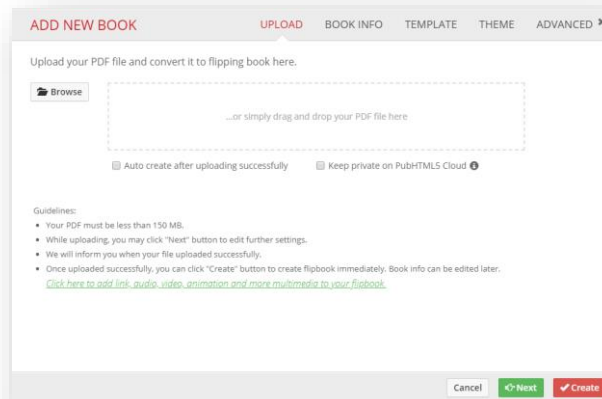 ADD NEW BOOK UPLOAD BOOK INFO TEMPLATE THEME ADVANCED
Upload your PDF file and convert it to flipping book here.
Browse
...or simply drag and drop your PDF file here
Auto create after uploading successfully Keep private on PubHTML5 Cloud
Guidelines:
Your PDF must be less than 150 MB.
While uploading, you may click "Next" button to edit further settings.
We will inform you when your file uploaded successfully.
Once uploaded successfully, you can click "Create" button to create flipbook immediately. Book info can be edited later.
Click here to add link, audio, video, animation and more multimedia to your flipbook.
Cancel Next Create